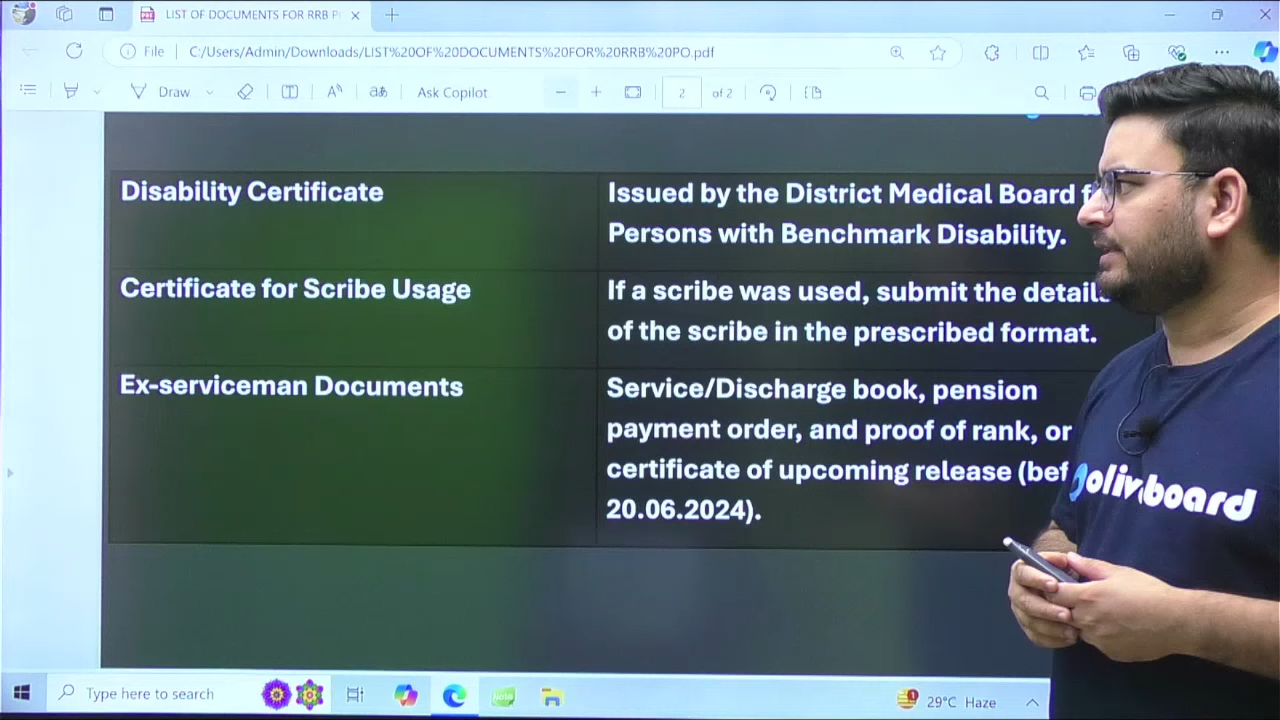 LIST OF DOCUMENTS FOR RRB P
File
C:/Users/Admin/Downloads/LIST%20OF%20DOCUMENTS%20FOR%20RRB%20PO.pdf
Draw
Ask Copilot
2
of 2
Disability Certificate
Issued by the District Medical Board f
Persons with Benchmark Disability.
Certificate for Scribe Usage
If a scribe was used, submit the details
of the scribe in the prescribed format.
Ex-serviceman Documents
Service/Discharge book, pension
payment order, and proof of rank, or
certificate of upcoming release (bef
20.06.2024).
oliveboard
Type here to search
1
29°C Haze